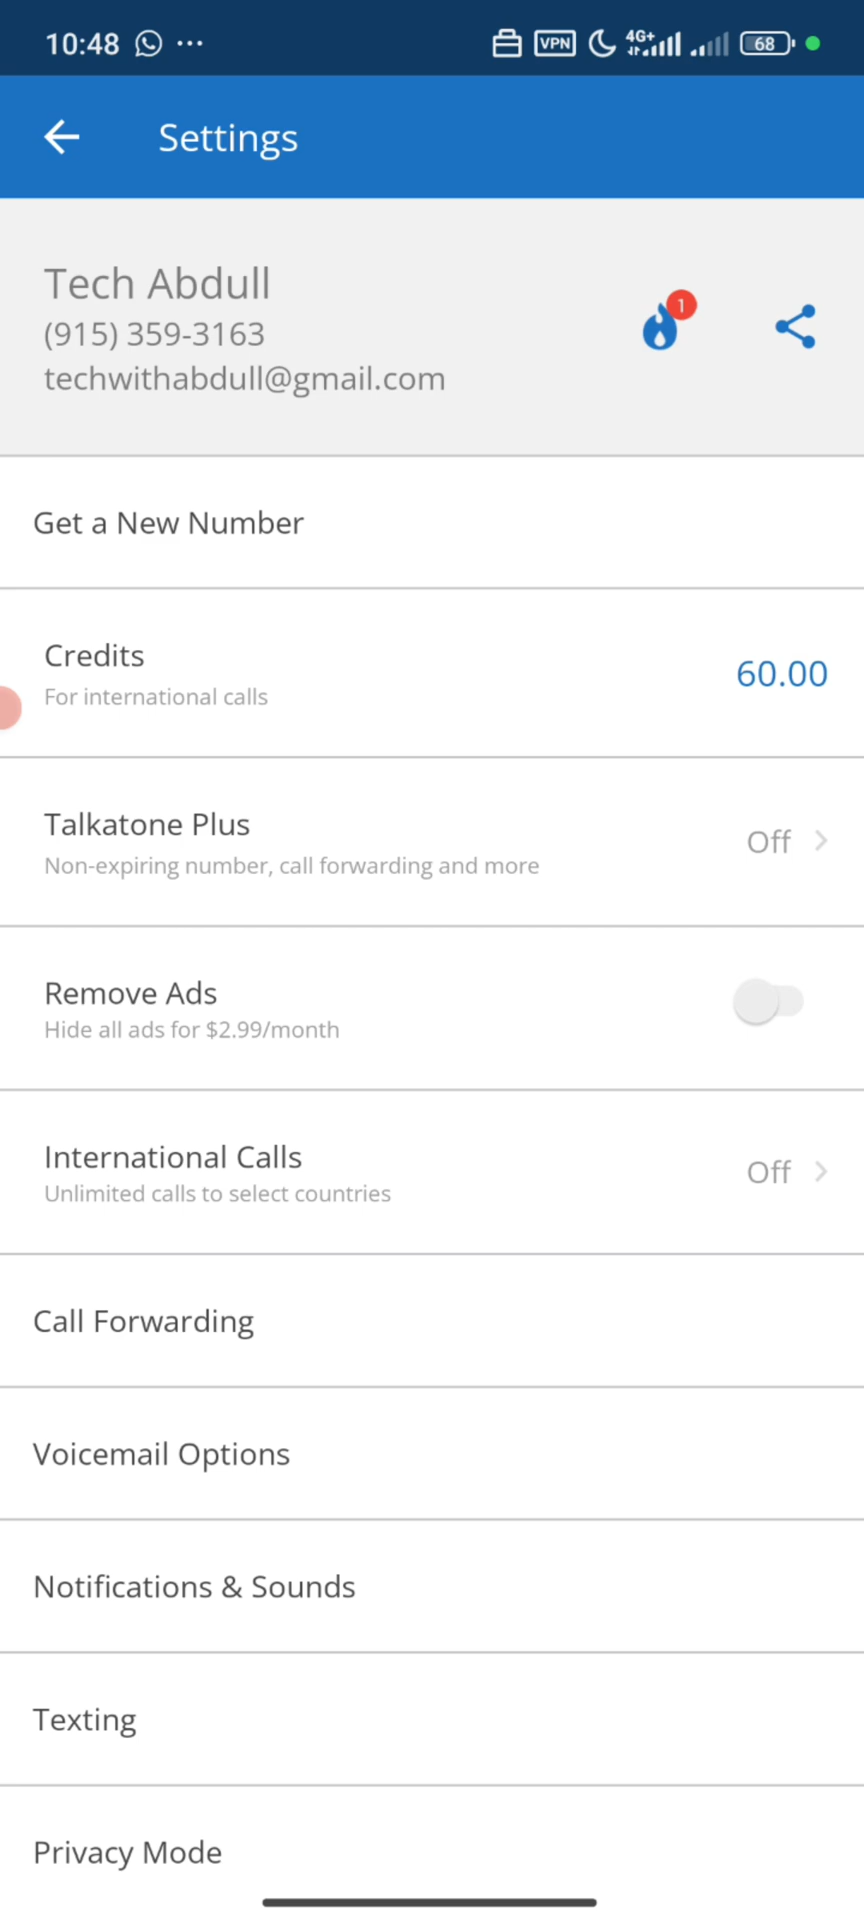 10:48 ... VPN 4G+ 68
Settings
Tech Abdull
(915) 359-3163
techwithabdull@gmail.com
1
Get a New Number
Credits
For international calls
60.00
Talkatone Plus
Non-expiring number, call forwarding and more
Off
Remove Ads
Hide all ads for $2.99/month
International Calls
Unlimited calls to select countries
Off
Call Forwarding
Voicemail Options
Notifications & Sounds
Texting
Privacy Mode